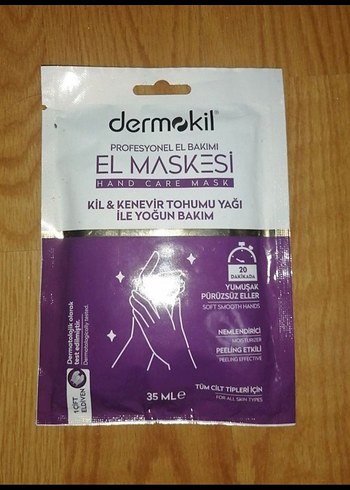 dermokil
PROFESYONEL EL BAKIMI
EL MASKESİ
HAND CARE MASK
KİL & KENEVİR TOHUMU YAĞI
İLE YOĞUN BAKIM
20
DAKİKADA
YUMUŞAK
PÜRÜZSÜZ ELLER
SOFT SMOOTH HANDS
NEMLENDİRİCİ
MOISTURIZER
PEELING ETKİLİ
PEELING EFFECTIVE
TÜM CİLT TİPLERİ İÇİN
FOR ALL SKIN TYPES
Dermatolojik olarak
test edilmiştir.
Dermatologically tested.
1 ÇİFT
ELDİVEN
35 ML e